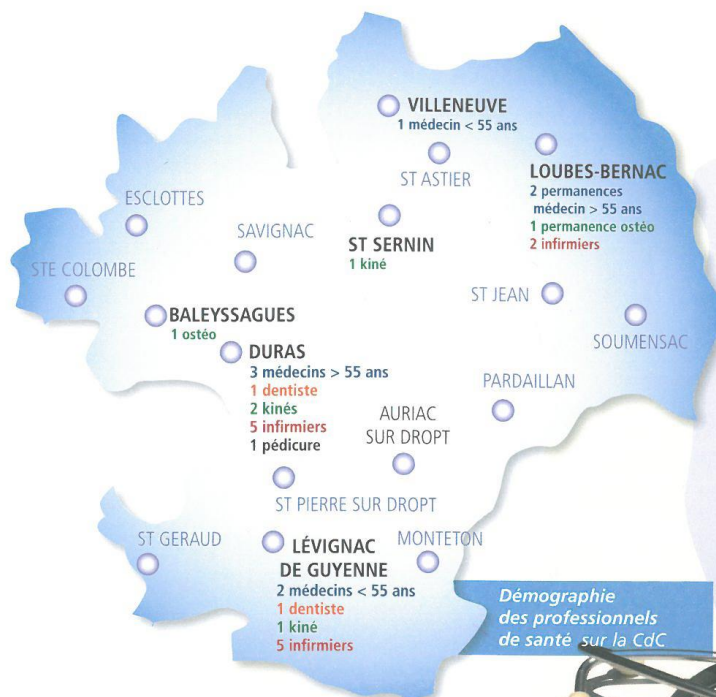 VILLENEUVE
1 médecin < 55 ans
ST ASTIER
LOUBES-BERNAC
2 permanences
médecin > 55 ans
1 permanence ostéo
2 infirmiers
ESCLOTTES
SAVIGNAC
ST SERNIN
1 kiné
STE COLOMBE
ST JEAN
BALEYSSAGUES
1 ostéo
SOUMENSAC
DURAS
3 médecins > 55 ans
1 dentiste
2 kinés
5 infirmiers
1 pédicure
PARDAILLAN
AURIAC
SUR DROPT
ST PIERRE SUR DROPT
ST GERAUD
LÉVIGNAC
DE GUYENNE
2 médecins < 55 ans
1 dentiste
1 kiné
5 infirmiers
MONTETON
Démographie
des professionnels
de santé sur la CdC